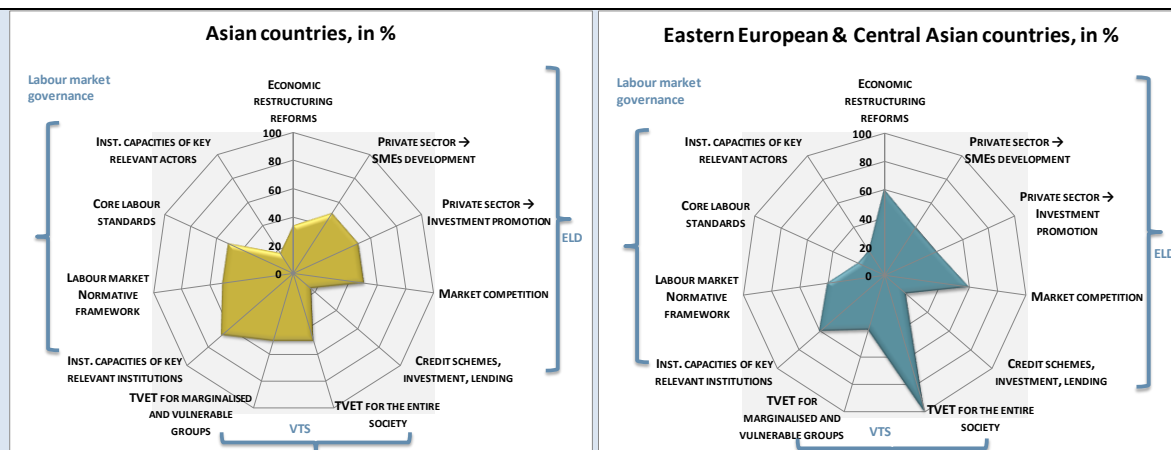 Asian countries, in %
Labour market
governance
ECONOMIC
RESTRUCTURING
REFORMS
INST. CAPACITIES OF KEY
RELEVANT ACTORS
PRIVATE SECTOR →
SMES DEVELOPMENT
CORE LABOUR
STANDARDS
PRIVATE SECTOR →
INVESTMENT PROMOTION
ELD
LABOUR MARKET
NORMATIVE
FRAMEWORK
MARKET COMPETITION
INST. CAPACITIES OF KEY
RELEVANT INSTITUTIONS
CREDIT SCHEMES,
INVESTMENT, LENDING
TVET FOR MARGINALISED
AND VULNERABLE
GROUPS
TVET FOR THE ENTIRE
SOCIETY
VTS
100
80
60
40
20
0
Eastern European & Central Asian countries, in %
Labour market
governance
ECONOMIC
RESTRUCTURING
REFORMS
INST. CAPACITIES OF KEY
RELEVANT ACTORS
PRIVATE SECTOR →
SMES DEVELOPMENT
CORE LABOUR
STANDARDS
PRIVATE SECTOR →
INVESTMENT
PROMOTION
ELD
LABOUR MARKET
NORMATIVE
FRAMEWORK
MARKET COMPETITION
INST. CAPACITIES OF KEY
RELEVANT INSTITUTIONS
CREDIT SCHEMES,
INVESTMENT, LENDING
TVET FOR
MARGINALISED AND
VULNERABLE GROUPS
TVET FOR THE ENTIRE
SOCIETY
VTS
100
80
60
40
20
0